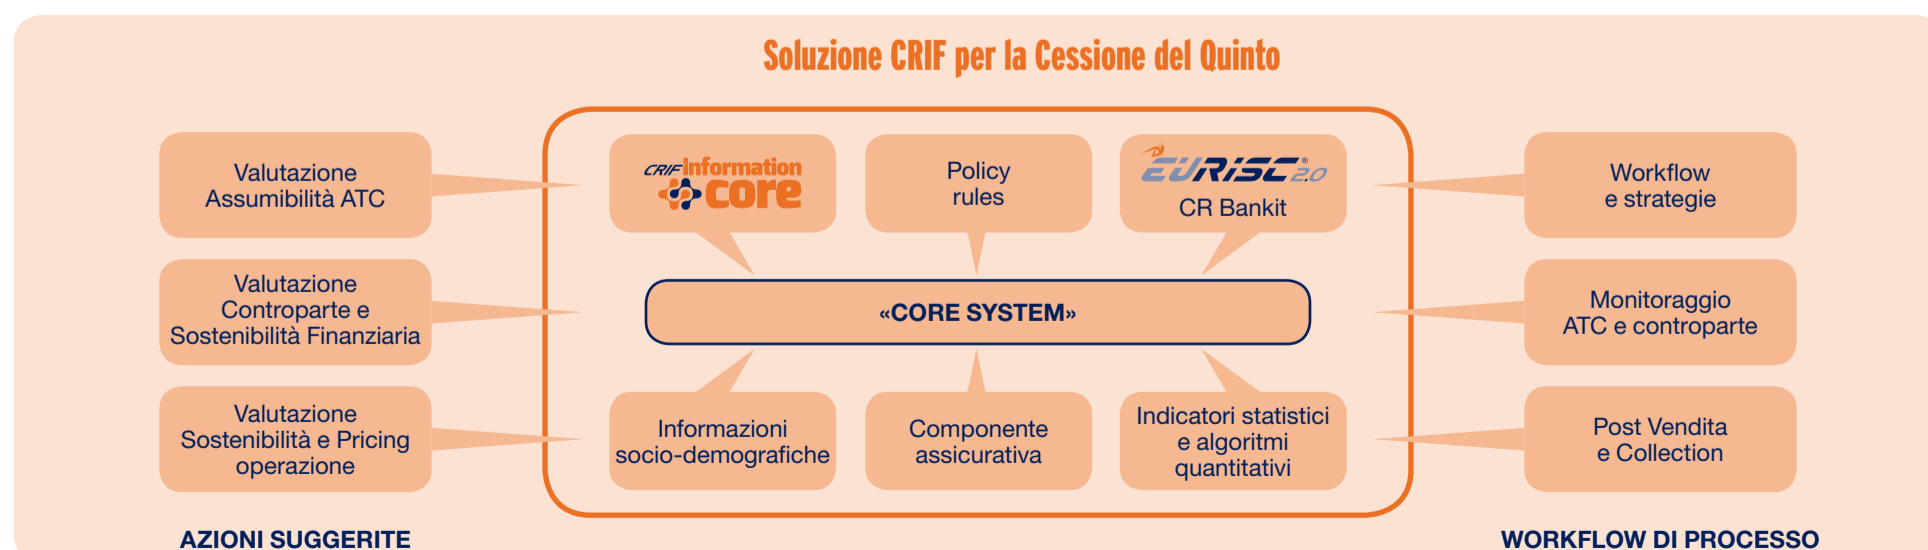 Soluzione CRIF per la Cessione del Quinto
Valutazione
Assumibilità ATC
Valutazione
Controparte e
Sostenibilità Finanziaria
Valutazione
Sostenibilità e Pricing
operazione
AZIONI SUGGERITE
CRIF Information
core
Policy
rules
EURISC® 2.0
CR Bankit
«CORE SYSTEM»
Informazioni
socio-demografiche
Componente
assicurativa
Indicatori statistici
e algoritmi
quantitativi
Workflow
e strategie
Monitoraggio
ATC e controparte
Post Vendita
e Collection
WORKFLOW DI PROCESSO